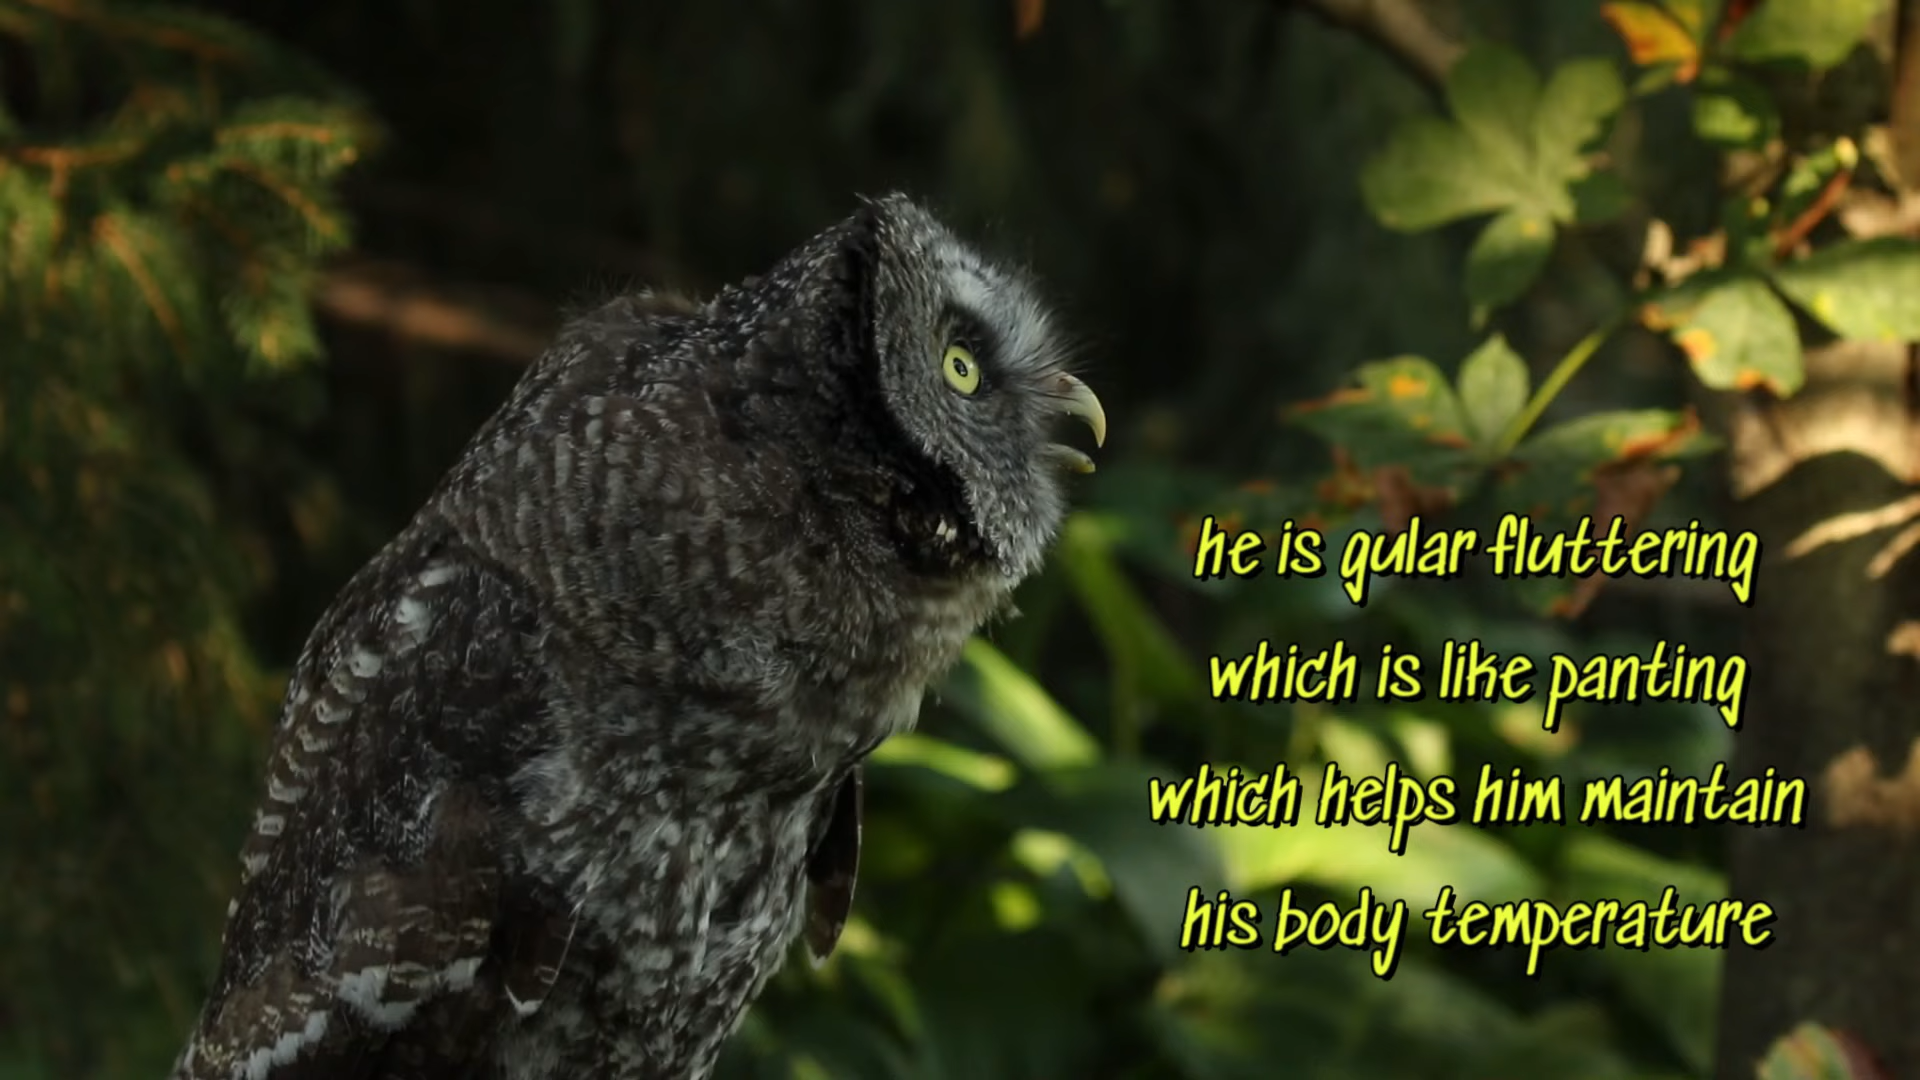 he is gular fluttering
which is like panting
which helps him maintain
his body temperature